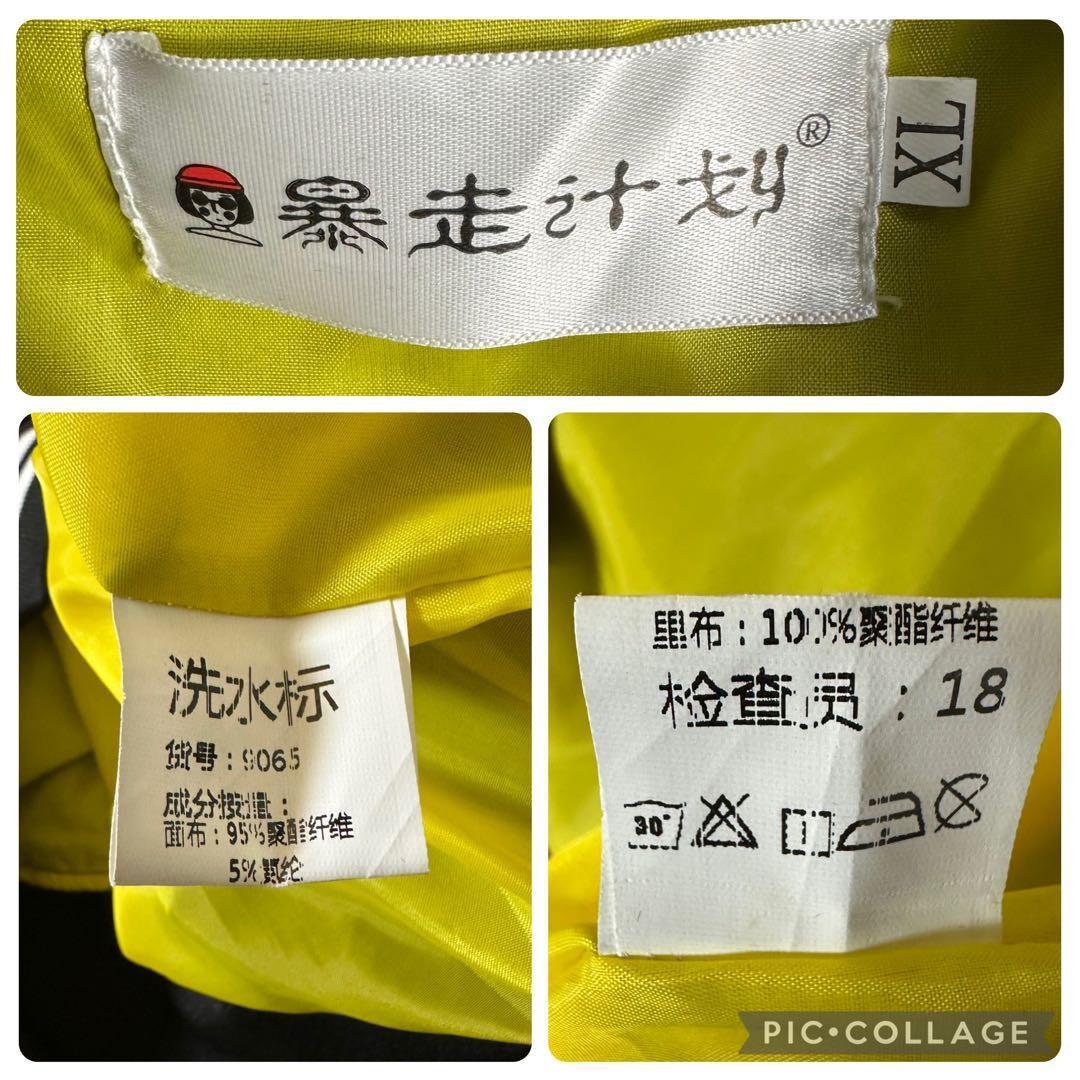 暴走计划®
XL
洗水标
货号：9065
成分按量：
面布：95%聚酯纤维
5%氨纶
里布：100%聚酯纤维
检查员：18
30°
PIC•COLLAGE